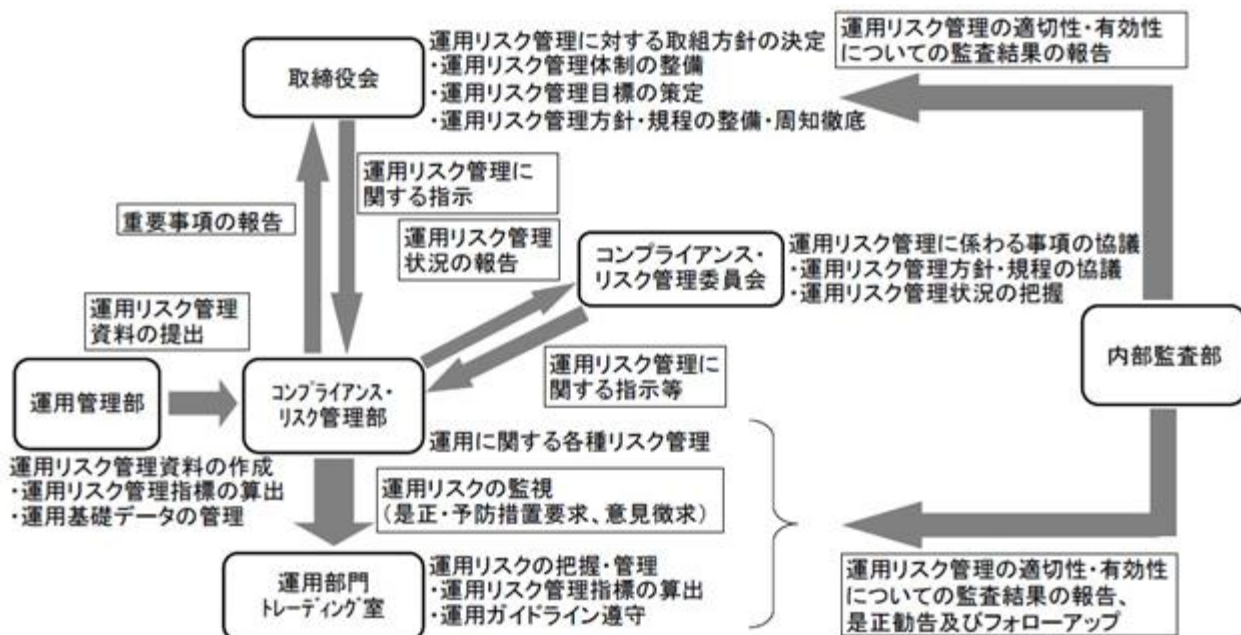 取締役会
運用リスク管理に対する取組方針の決定
・運用リスク管理体制の整備
・運用リスク管理目標の策定
・運用リスク管理方針・規程の整備・周知徹底
運用リスク管理の適切性・有効性
についての監査結果の報告
運用リスク管理に
関する指示
重要事項の報告
運用リスク管理
状況の報告
コンプライアンス・
リスク管理委員会
運用リスク管理に係わる事項の協議
・運用リスク管理方針・規程の協議
・運用リスク管理状況の把握
運用リスク管理
資料の提出
内部監査部
運用管理部
コンプライアンス・
リスク管理部
運用リスク管理に
関する指示等
運用に関する各種リスク管理
運用リスク管理資料の作成
・運用リスク管理指標の算出
・運用基礎データの管理
運用リスクの監視
（是正・予防措置要求、意見徴求）
運用部門
トレーディング室
運用リスクの把握・管理
・運用リスク管理指標の算出
・運用ガイドライン遵守
運用リスク管理の適切性・有効性
についての監査結果の報告、
是正勧告及びフォローアップ